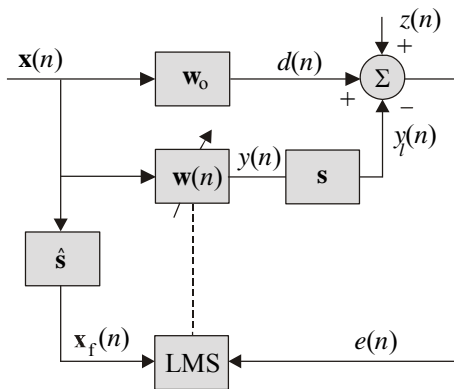 z(n)
x(n)
w_o
d(n)
+
Σ
+
−
w(n)
y(n)
s
y_l(n)
ŝ
x_f(n)
LMS
e(n)